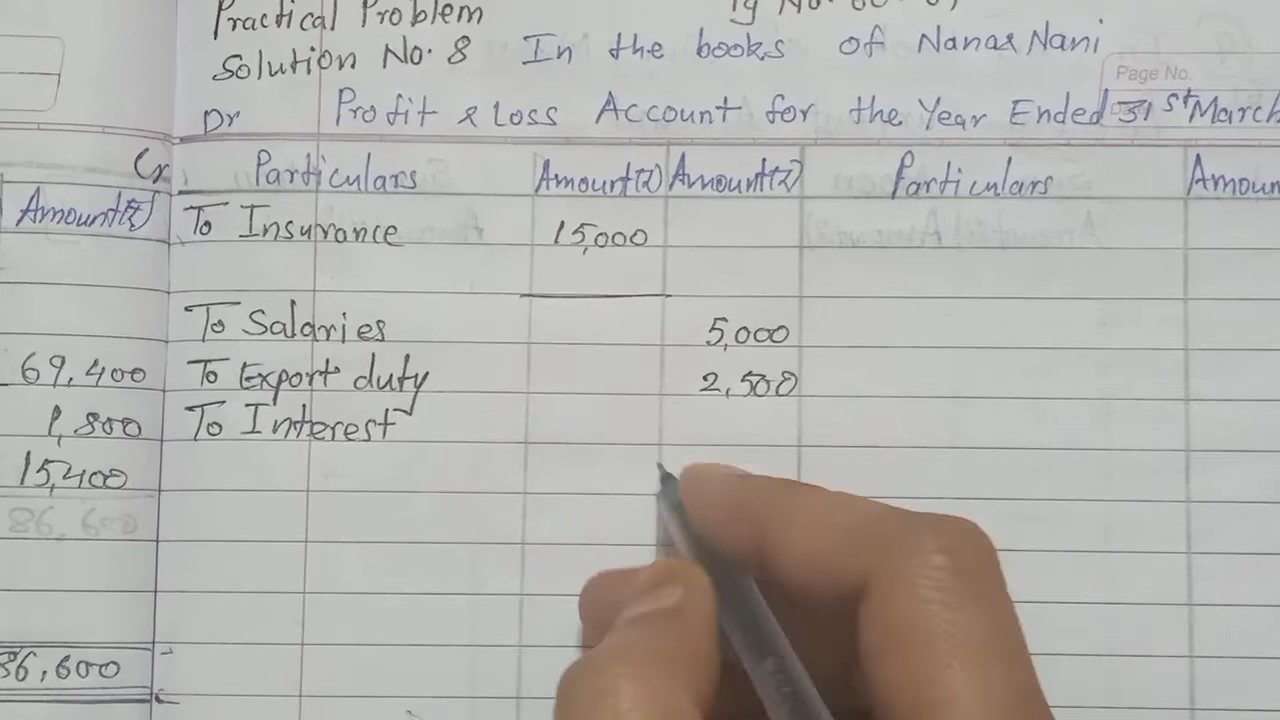 Practical Problem
Solution No. 8 In the books of Nana & Nani
Page No.
Dr Profit & Loss Account for the Year Ended 31st March
Cr
Particulars Amount(₹) Amount(₹) Particulars Amoun
Amount(₹)
To Insurance 15,000
To Salaries 5,000
69,400 To Export duty 2,500
1,800 To Interest
15,400
86,600
86,600